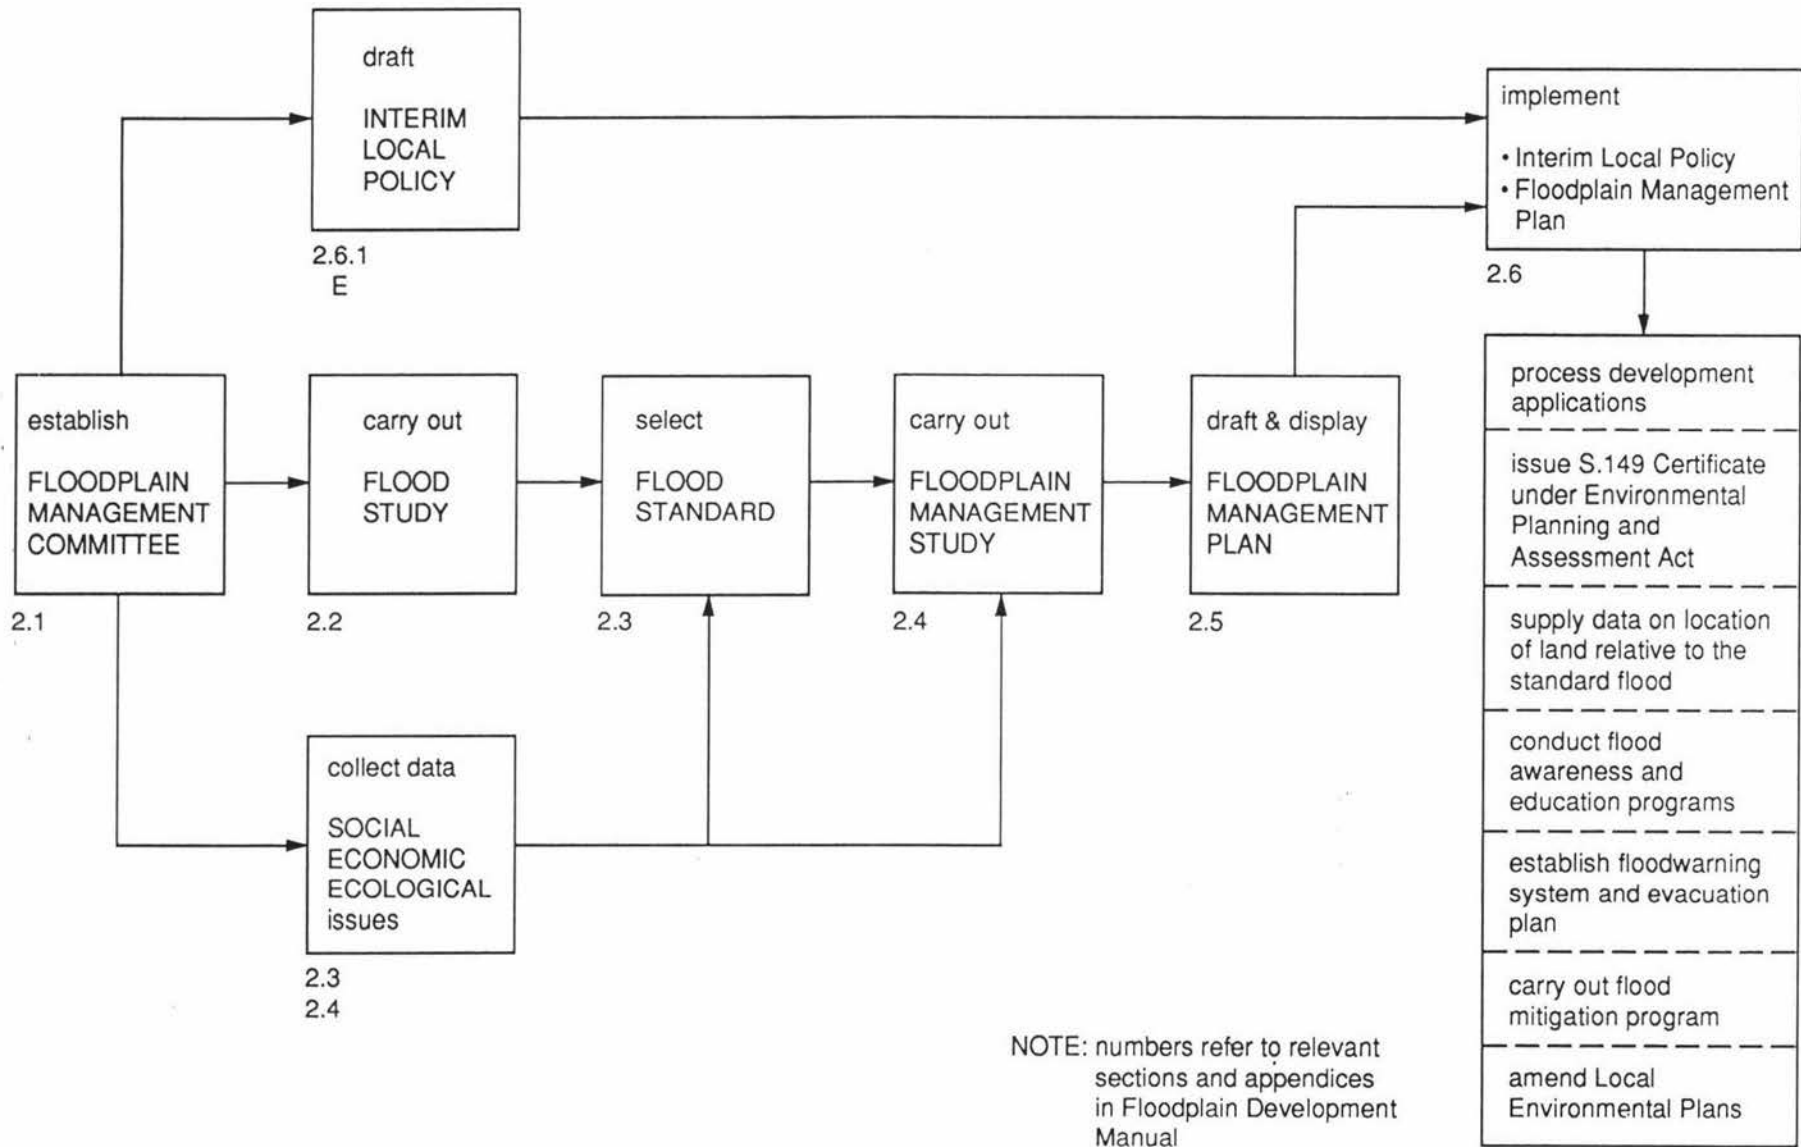 draft
INTERIM
LOCAL
POLICY
2.6.1
E
implement
• Interim Local Policy
• Floodplain Management
Plan
2.6
establish
FLOODPLAIN
MANAGEMENT
COMMITTEE
2.1
carry out
FLOOD
STUDY
2.2
select
FLOOD
STANDARD
2.3
carry out
FLOODPLAIN
MANAGEMENT
STUDY
2.4
draft & display
FLOODPLAIN
MANAGEMENT
PLAN
2.5
collect data
SOCIAL
ECONOMIC
ECOLOGICAL
issues
2.3
2.4
process development
applications
issue S.149 Certificate
under Environmental
Planning and
Assessment Act
supply data on location
of land relative to the
standard flood
conduct flood
awareness and
education programs
establish floodwarning
system and evacuation
plan
carry out flood
mitigation program
amend Local
Environmental Plans
NOTE: numbers refer to relevant
sections and appendices
in Floodplain Development
Manual